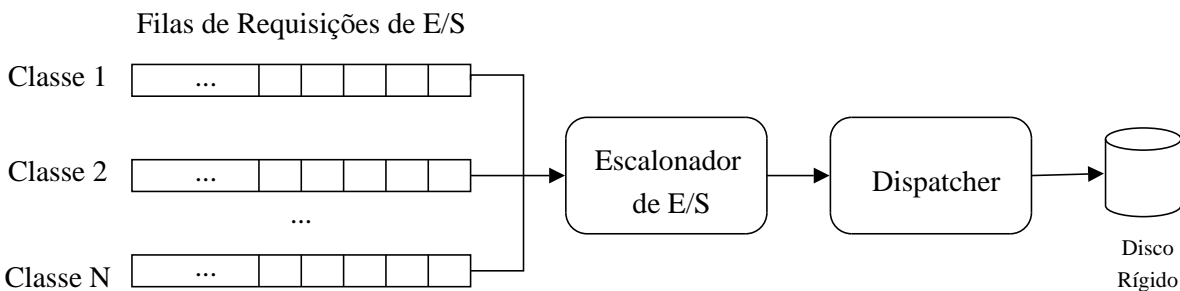 Filas de Requisições de E/S
Classe 1
...
Classe 2
...
...
Classe N
...
Escalonador
de E/S
Dispatcher
Disco
Rígido